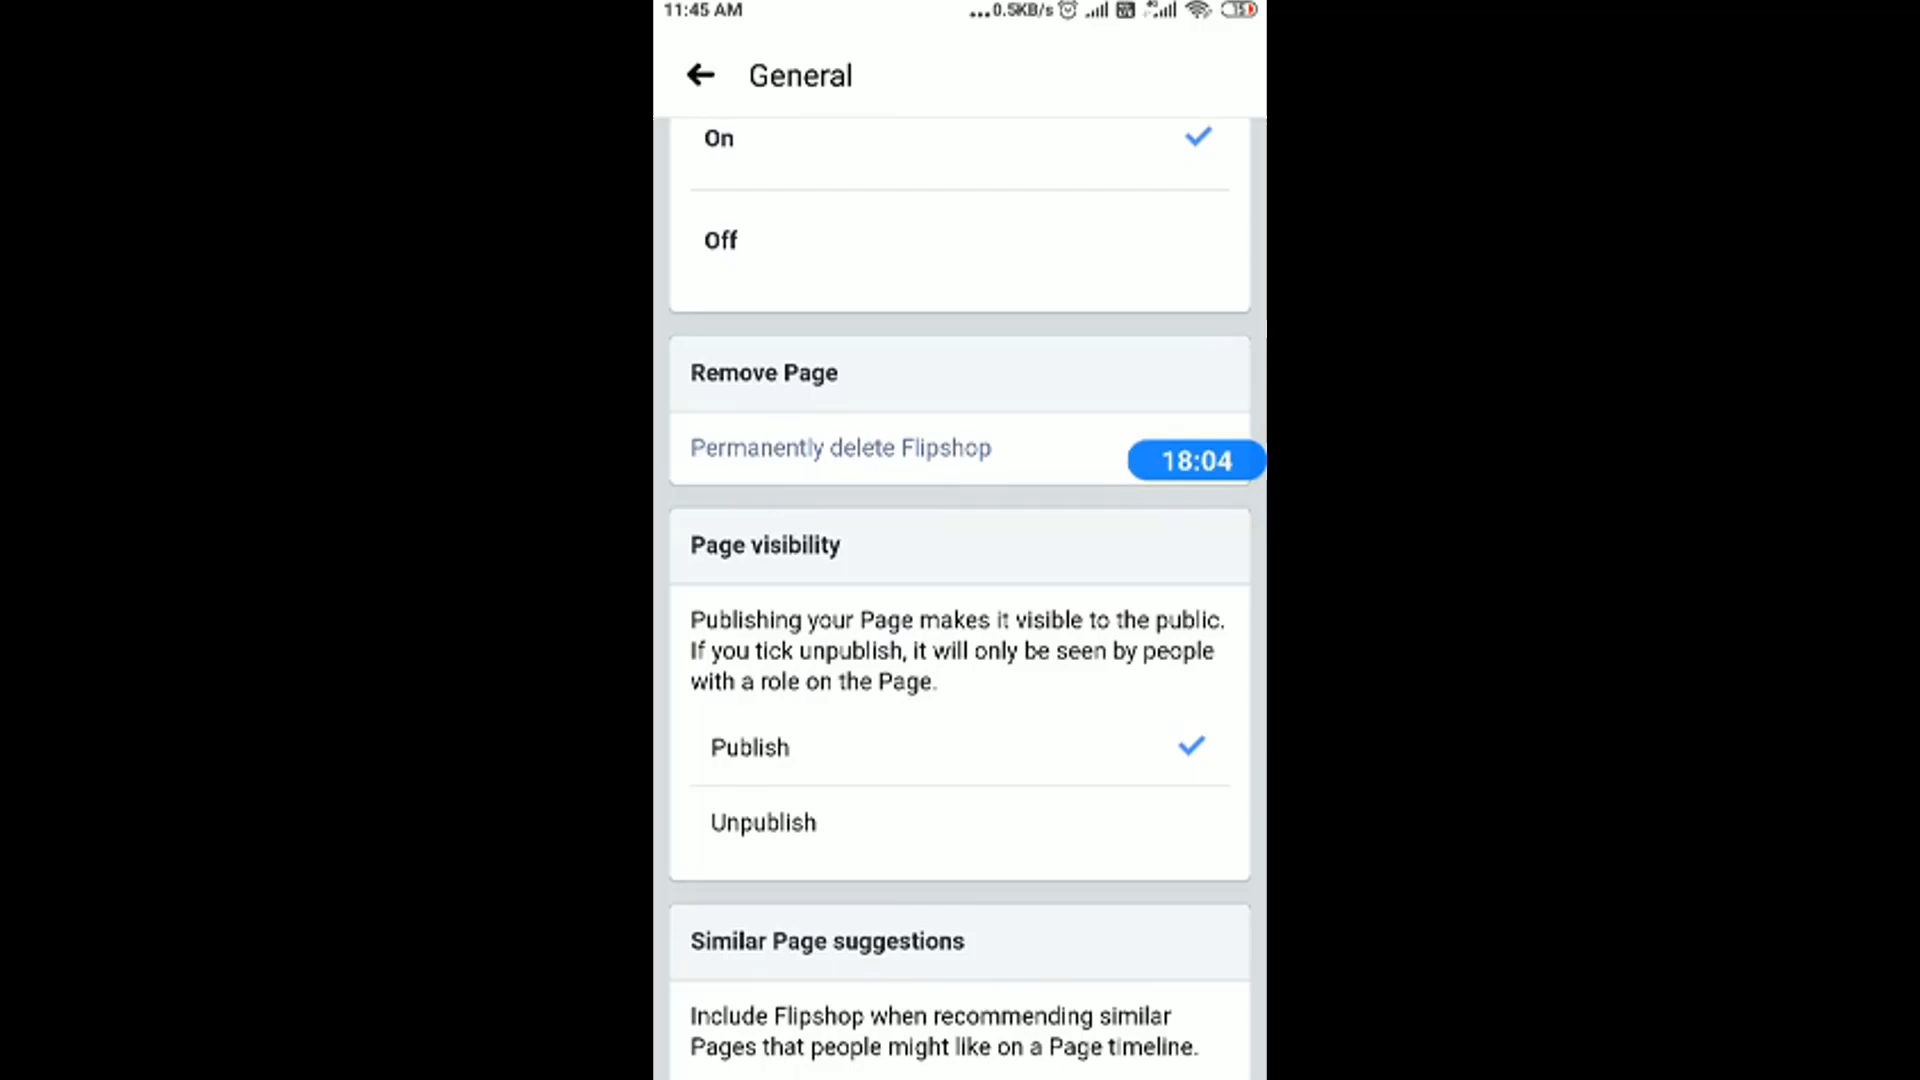 11:45 AM
...0.5KB/s
15
General
On
Off
Remove Page
Permanently delete Flipshop
18:04
Page visibility
Publishing your Page makes it visible to the public.
If you tick unpublish, it will only be seen by people
with a role on the Page.
Publish
Unpublish
Similar Page suggestions
Include Flipshop when recommending similar
Pages that people might like on a Page timeline.